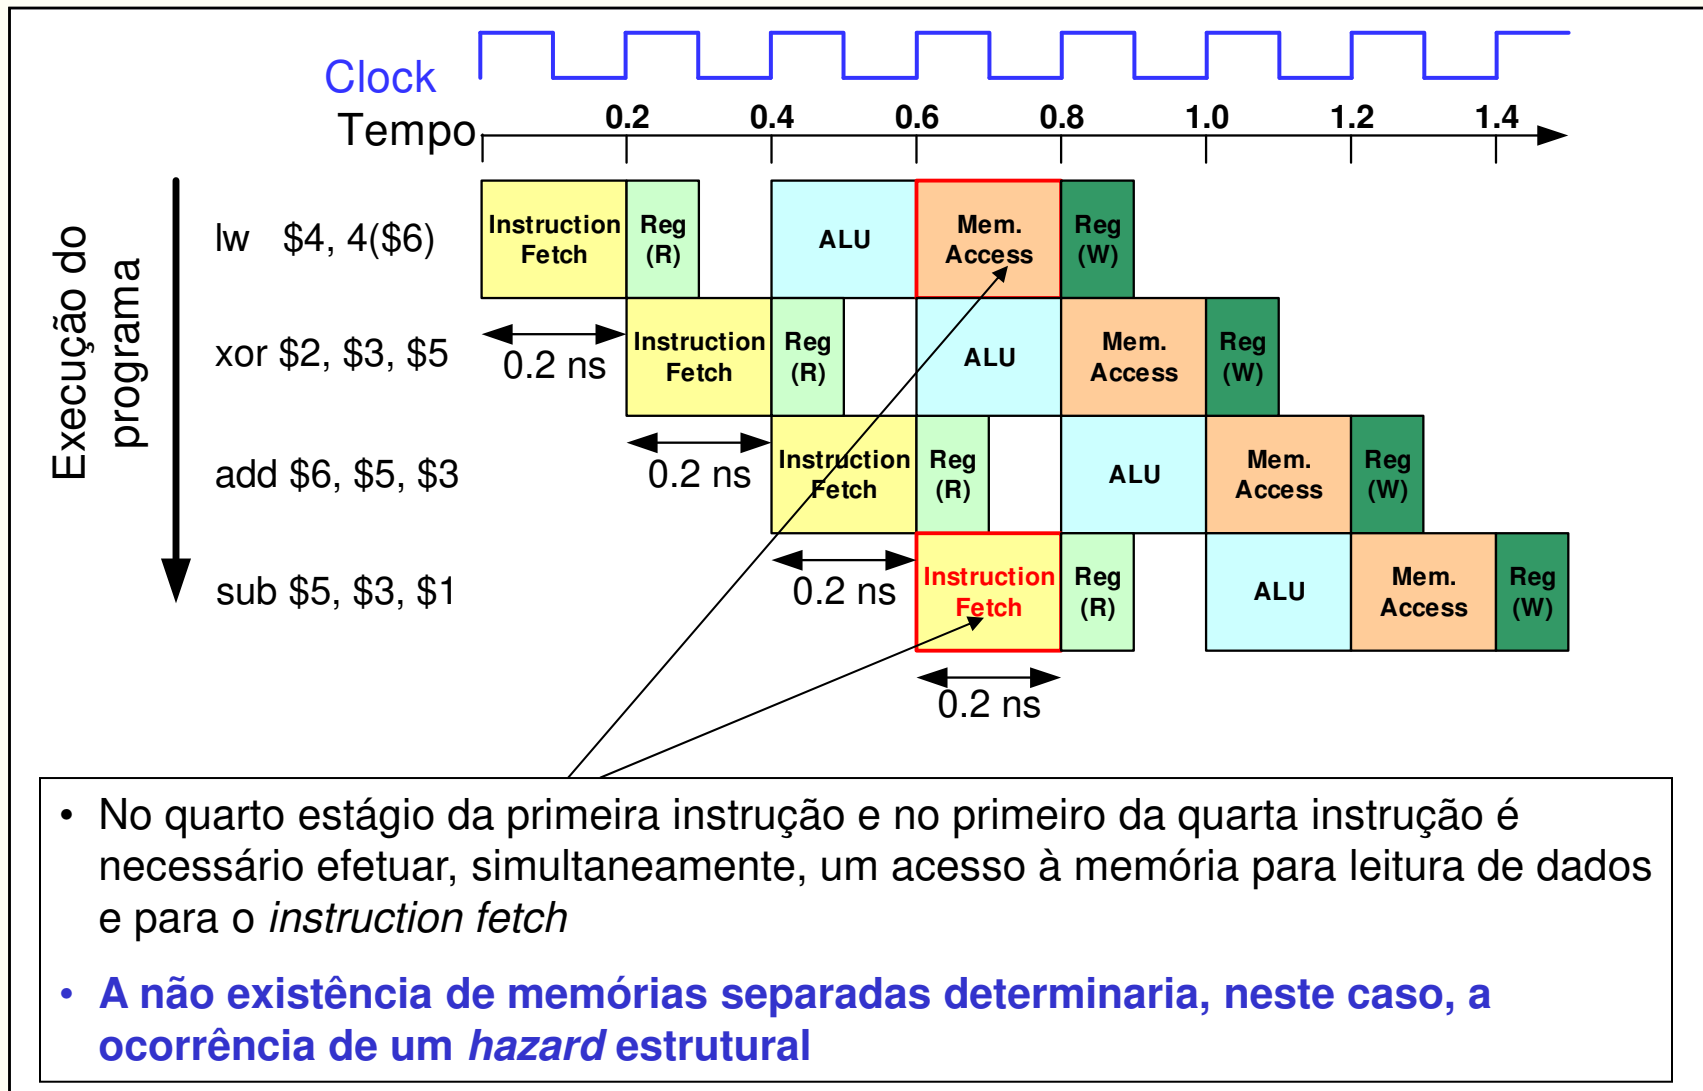 Clock
Tempo
0.2 0.4 0.6 0.8 1.0 1.2 1.4
Execução do
programa
lw $4, 4($6)
Instruction Reg ALU Mem. Reg
Fetch (R) Access (W)
xor $2, $3, $5
0.2 ns
Instruction Reg ALU Mem. Reg
Fetch (R) Access (W)
add $6, $5, $3
0.2 ns
Instruction Reg ALU Mem. Reg
Fetch (R) Access (W)
sub $5, $3, $1
0.2 ns
Instruction Reg ALU Mem. Reg
Fetch (R) Access (W)
0.2 ns
• No quarto estágio da primeira instrução e no primeiro da quarta instrução é
necessário efetuar, simultaneamente, um acesso à memória para leitura de dados
e para o instruction fetch
• A não existência de memórias separadas determinaria, neste caso, a
ocorrência de um hazard estrutural